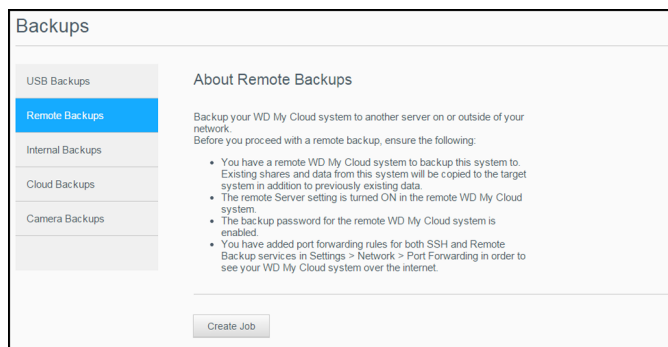 Backups
USB Backups
Remote Backups
Internal Backups
Cloud Backups
Camera Backups
About Remote Backups
Backup your WD My Cloud system to another server on or outside of your
network.
Before you proceed with a remote backup, ensure the following:
• You have a remote WD My Cloud system to backup this system to.
Existing shares and data from this system will be copied to the target
system in addition to previously existing data.
• The remote Server setting is turned ON in the remote WD My Cloud
system.
• The backup password for the remote WD My Cloud system is
enabled.
• You have added port forwarding rules for both SSH and Remote
Backup services in Settings > Network > Port Forwarding in order to
see your WD My Cloud system over the internet.
Create Job